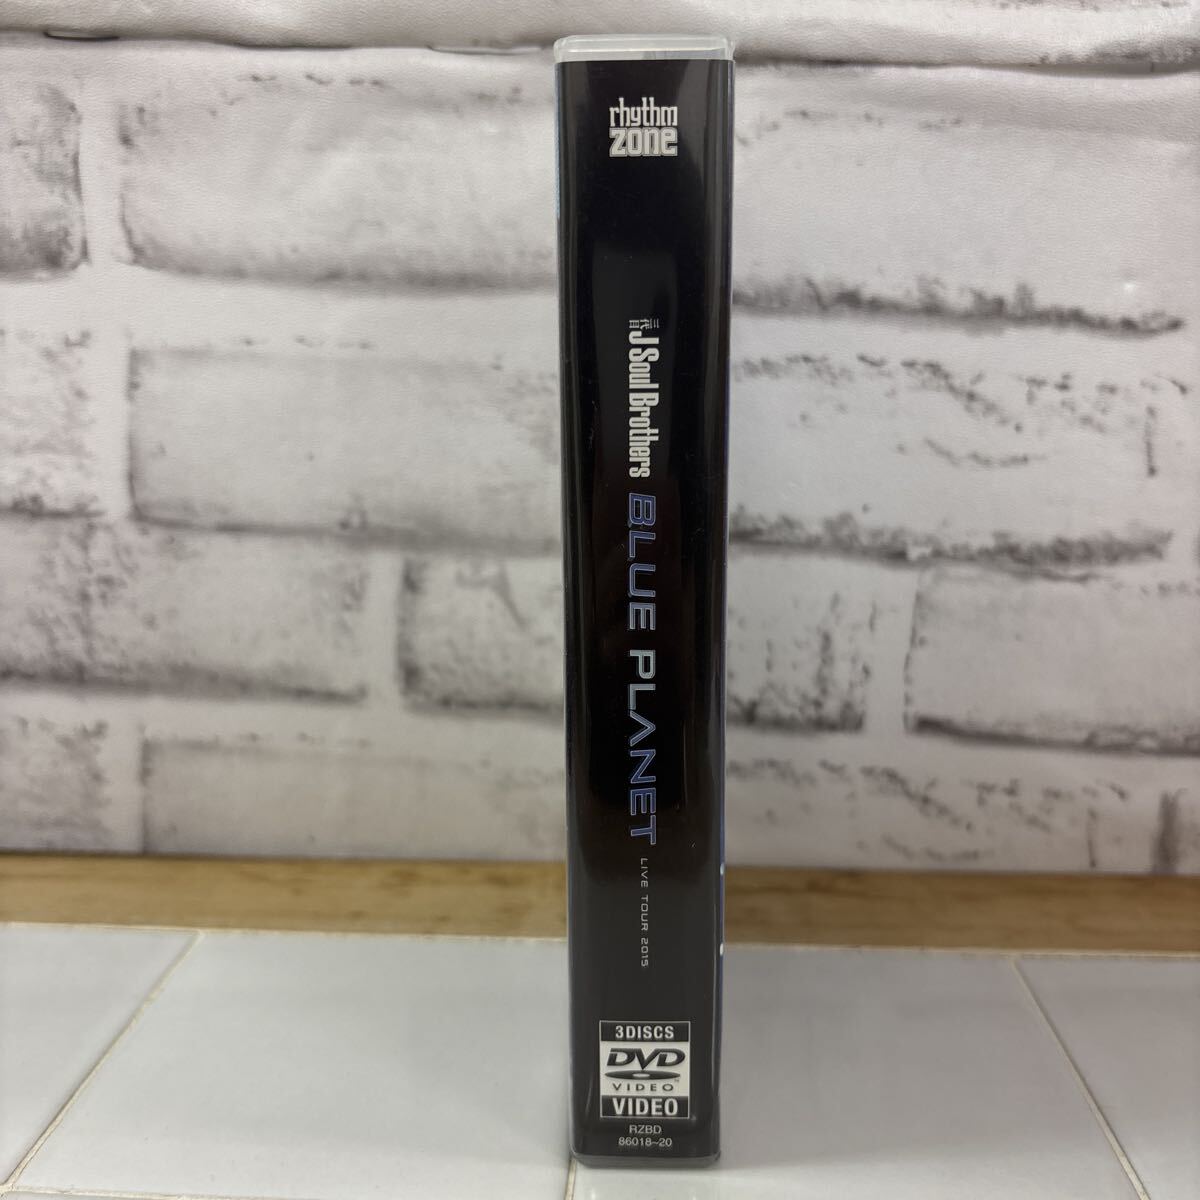 rhythm
zone
三代目 J Soul Brothers BLUE PLANET LIVE TOUR 2015
3DISCS
DVD
VIDEO
VIDEO
RZBD
86018~20